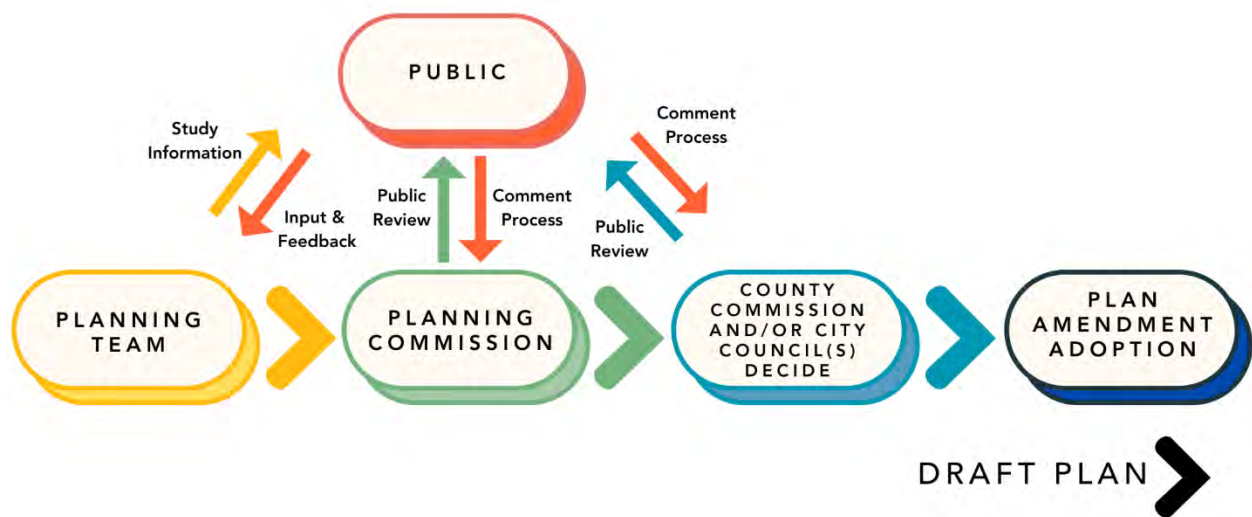 PUBLIC
Study
Information
Input &
Feedback
Public
Review
Comment
Process
Comment
Process
Public
Review
PLANNING
TEAM
PLANNING
COMMISSION
COUNTY
COMMISSION
AND/OR CITY
COUNCIL(S)
DECIDE
PLAN
AMENDMENT
ADOPTION
DRAFT PLAN